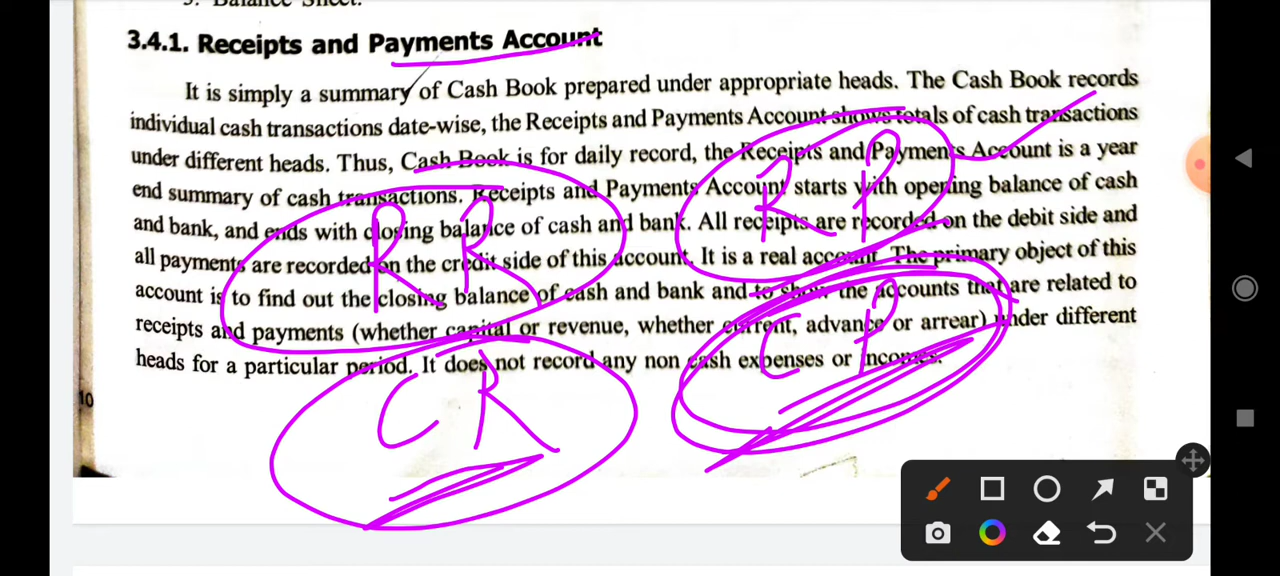 5. Balance Sheet.
3.4.1. Receipts and Payments Account
It is simply a summary of Cash Book prepared under appropriate heads. The Cash Book records
individual cash transactions date-wise, the Receipts and Payments Account shows totals of cash transactions
under different heads. Thus, Cash Book is for daily record, the Receipts and Payments Account is a year
end summary of cash transactions. Receipts and Payments Account starts with opening balance of cash
and bank, and ends with closing balance of cash and bank. All receipts are recorded on the debit side and
all payments are recorded on the credit side of this account. It is a real account. The primary object of this
account is to find out the closing balance of cash and bank and to show the accounts that are related to
receipts and payments (whether capital or revenue, whether current, advance or arrear) under different
heads for a particular period. It does not record any non cash expenses or incomes.
10
RR
RP
CR
CP